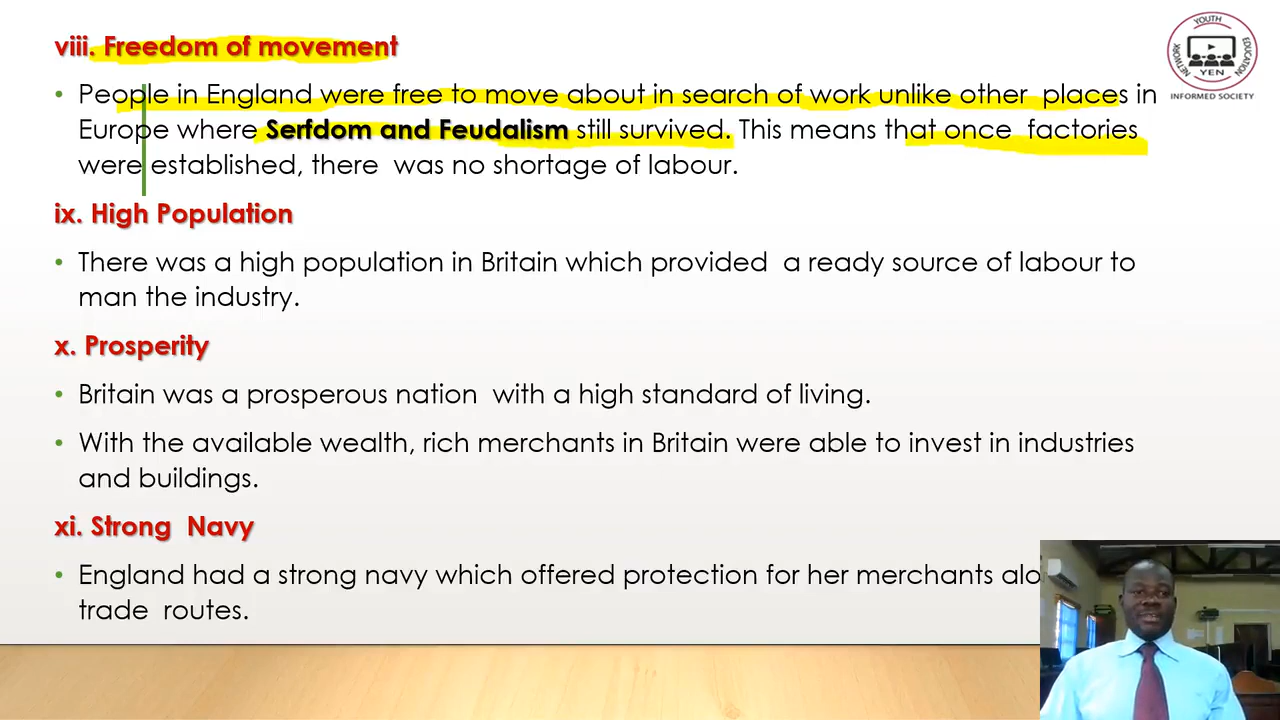 viii. Freedom of movement
• People in England were free to move about in search of work unlike other places in
Europe where Serfdom and Feudalism still survived. This means that once factories
were established, there was no shortage of labour.
ix. High Population
• There was a high population in Britain which provided a ready source of labour to
man the industry.
x. Prosperity
• Britain was a prosperous nation with a high standard of living.
• With the available wealth, rich merchants in Britain were able to invest in industries
and buildings.
xi. Strong Navy
• England had a strong navy which offered protection for her merchants alo
trade routes.
YOUTH
EDUCATION
NETWORK
YEN
INFORMED SOCIETY